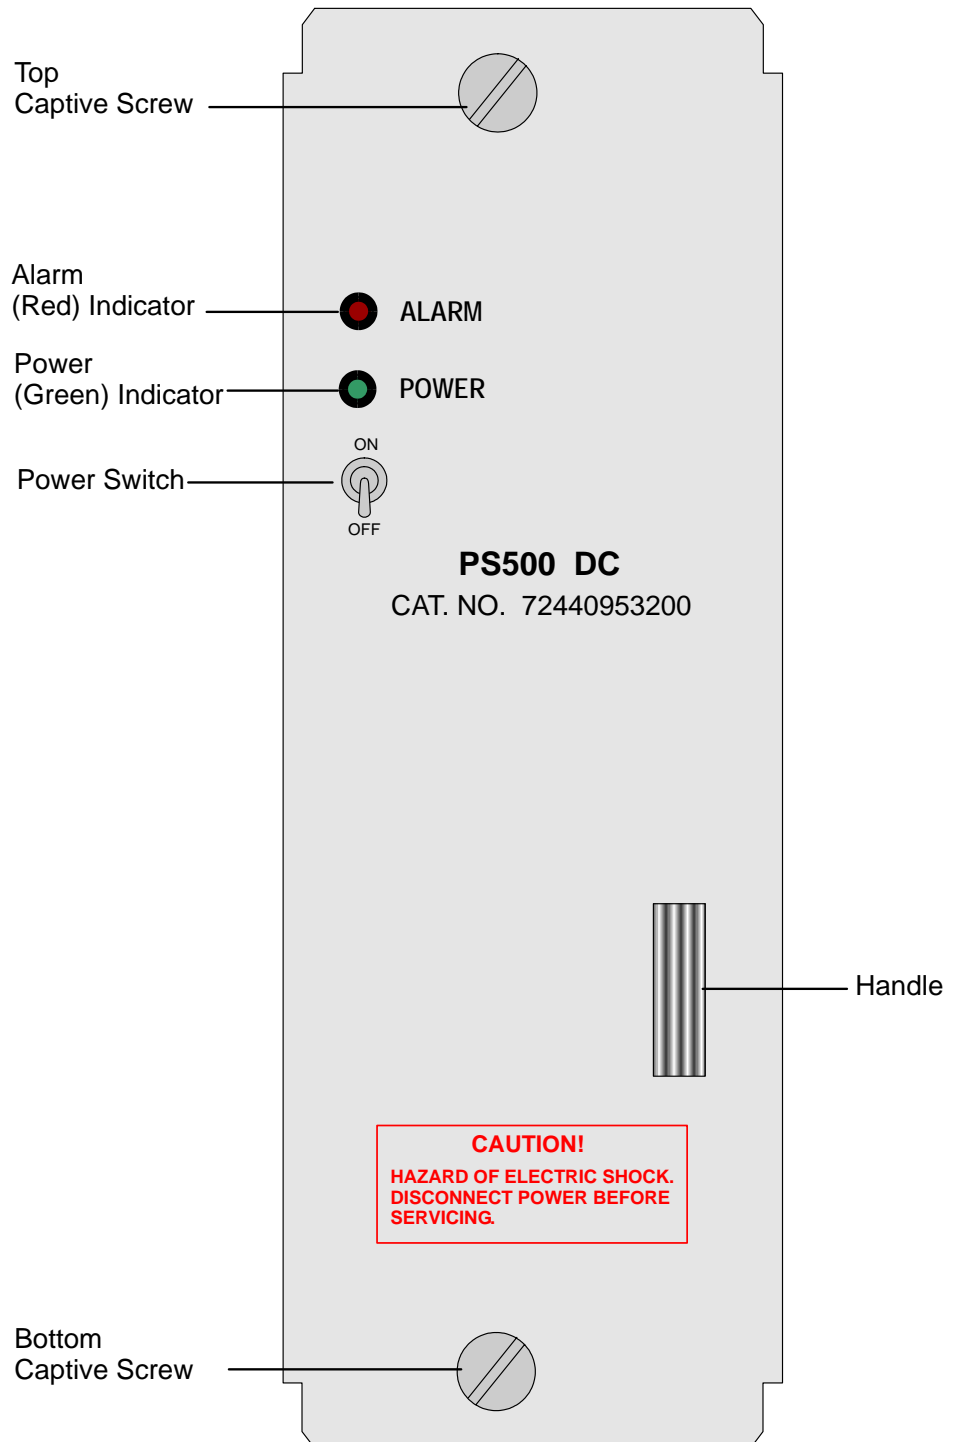 Top
Captive Screw
Alarm
(Red) Indicator
ALARM
Power
(Green) Indicator
POWER
ON
Power Switch
OFF
PS500 DC
CAT. NO. 72440953200
Handle
CAUTION!
HAZARD OF ELECTRIC SHOCK.
DISCONNECT POWER BEFORE
SERVICING.
Bottom
Captive Screw